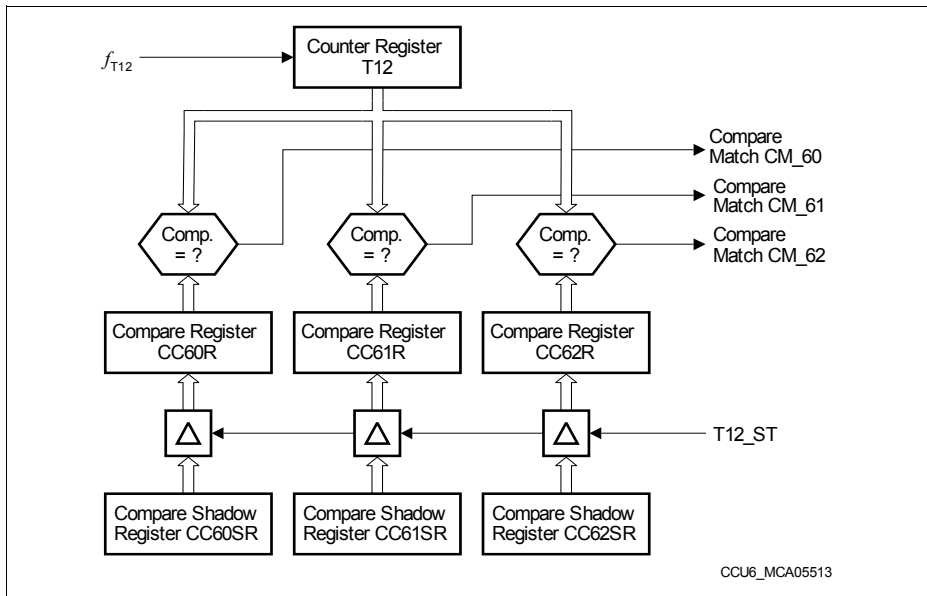 Counter Register
T12
fT12
Compare
Match CM_60
Compare
Match CM_61
Compare
Match CM_62
Comp.
= ?
Comp.
= ?
Comp.
= ?
Compare Register
CC60R
Compare Register
CC61R
Compare Register
CC62R
T12_ST
Compare Shadow
Register CC60SR
Compare Shadow
Register CC61SR
Compare Shadow
Register CC62SR
CCU6_MCA05513